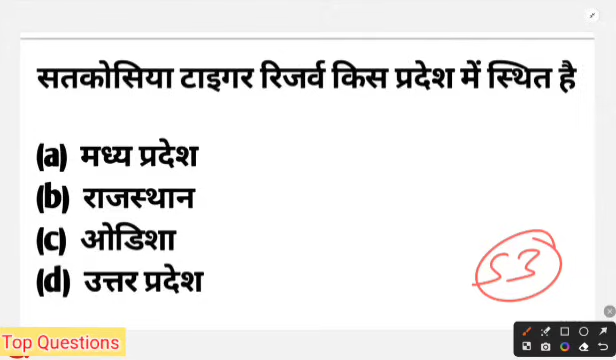 सतकोसिया टाइगर रिजर्व किस प्रदेश में स्थित है
(a) मध्य प्रदेश
(b) राजस्थान
(c) ओडिशा
(d) उत्तर प्रदेश
53
Top Questions